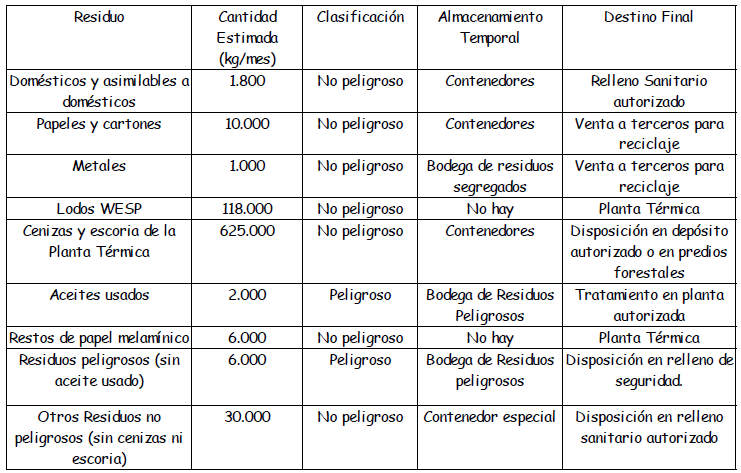 Residuo Cantidad Estimada (kg/mes) Clasificación Almacenamiento Temporal Destino Final
Domésticos y asimilables a domésticos 1.800 No peligroso Contenedores Relleno Sanitario autorizado
Papeles y cartones 10.000 No peligroso Contenedores Venta a terceros para reciclaje
Metales 1.000 No peligroso Bodega de residuos segregados Venta a terceros para reciclaje
Lodos WESP 118.000 No peligroso No hay Planta Térmica
Cenizas y escoria de la Planta Térmica 625.000 No peligroso Contenedores Disposición en depósito autorizado o en predios forestales
Aceites usados 2.000 Peligroso Bodega de Residuos Peligrosos Tratamiento en planta autorizada
Restos de papel melamínico 6.000 No peligroso No hay Planta Térmica
Residuos peligrosos (sin aceite usado) 6.000 Peligroso Bodega de Residuos peligrosos Disposición en relleno de seguridad.
Otros Residuos no peligrosos (sin cenizas ni escoria) 30.000 No peligroso Contenedor especial Disposición en relleno sanitario autorizado